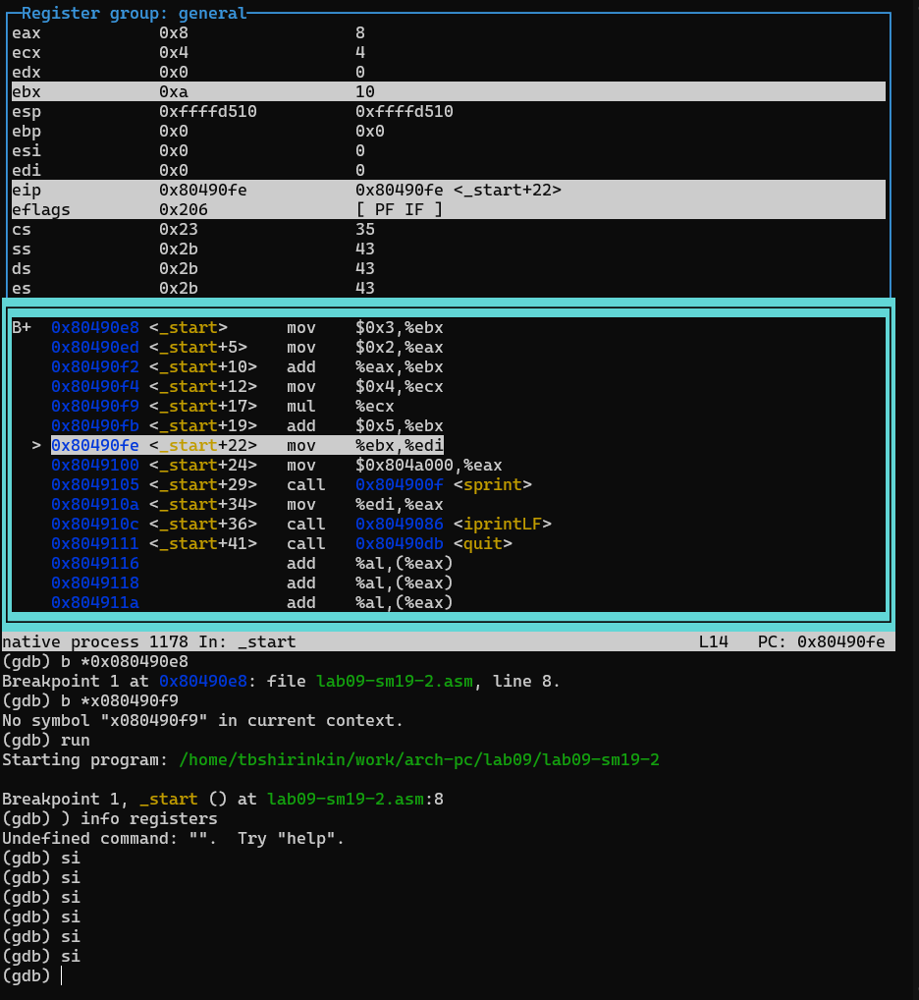 Register group: general
eax 0x8 8
ecx 0x4 4
edx 0x0 0
ebx 0xa 10
esp 0xffffd510 0xffffd510
ebp 0x0 0x0
esi 0x0 0
edi 0x0 0
eip 0x80490fe 0x80490fe <_start+22>
eflags 0x206 [ PF IF ]
cs 0x23 35
ss 0x2b 43
ds 0x2b 43
es 0x2b 43
B+ 0x80490e8 <_start> mov $0x3,%ebx
0x80490ed <_start+5> mov $0x2,%eax
0x80490f2 <_start+10> add %eax,%ebx
0x80490f4 <_start+12> mov $0x4,%ecx
0x80490f9 <_start+17> mul %ecx
0x80490fb <_start+19> add $0x5,%ebx
> 0x80490fe <_start+22> mov %ebx,%edi
0x8049100 <_start+24> mov $0x804a000,%eax
0x8049105 <_start+29> call 0x804900f <sprint>
0x804910a <_start+34> mov %edi,%eax
0x804910c <_start+36> call 0x8049086 <iprintLF>
0x8049111 <_start+41> call 0x80490db <quit>
0x8049116 add %al,(%eax)
0x8049118 add %al,(%eax)
0x804911a add %al,(%eax)
native process 1178 In: _start L14 PC: 0x80490fe
(gdb) b *0x080490e8
Breakpoint 1 at 0x80490e8: file lab09-sm19-2.asm, line 8.
(gdb) b *x080490f9
No symbol "x080490f9" in current context.
(gdb) run
Starting program: /home/tbshirinkin/work/arch-pc/lab09/lab09-sm19-2
Breakpoint 1, _start () at lab09-sm19-2.asm:8
(gdb) ) info registers
Undefined command: "". Try "help".
(gdb) si
(gdb) si
(gdb) si
(gdb) si
(gdb) si
(gdb) si
(gdb)